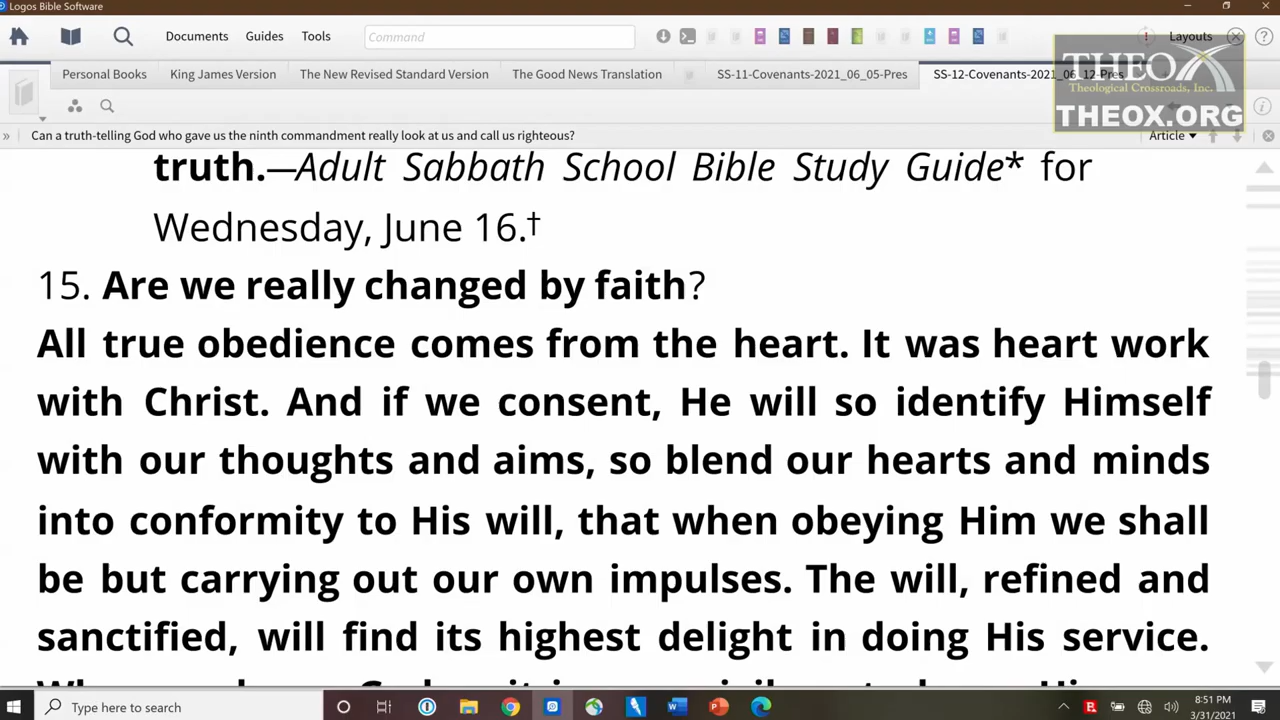 Logos Bible Software
Documents Guides Tools Command Layouts
Personal Books King James Version The New Revised Standard Version The Good News Translation SS-11-Covenants-2021_06_05-Pres SS-12-Covenants-2021_06_12-Pres
THEOX
Theological Crossroads, Inc.
THEOX.ORG
» Can a truth-telling God who gave us the ninth commandment really look at us and call us righteous? Article
truth.—Adult Sabbath School Bible Study Guide* for
Wednesday, June 16.†
15. Are we really changed by faith?
All true obedience comes from the heart. It was heart work
with Christ. And if we consent, He will so identify Himself
with our thoughts and aims, so blend our hearts and minds
into conformity to His will, that when obeying Him we shall
be but carrying out our own impulses. The will, refined and
sanctified, will find its highest delight in doing His service.
Type here to search
8:51 PM
3/31/2021